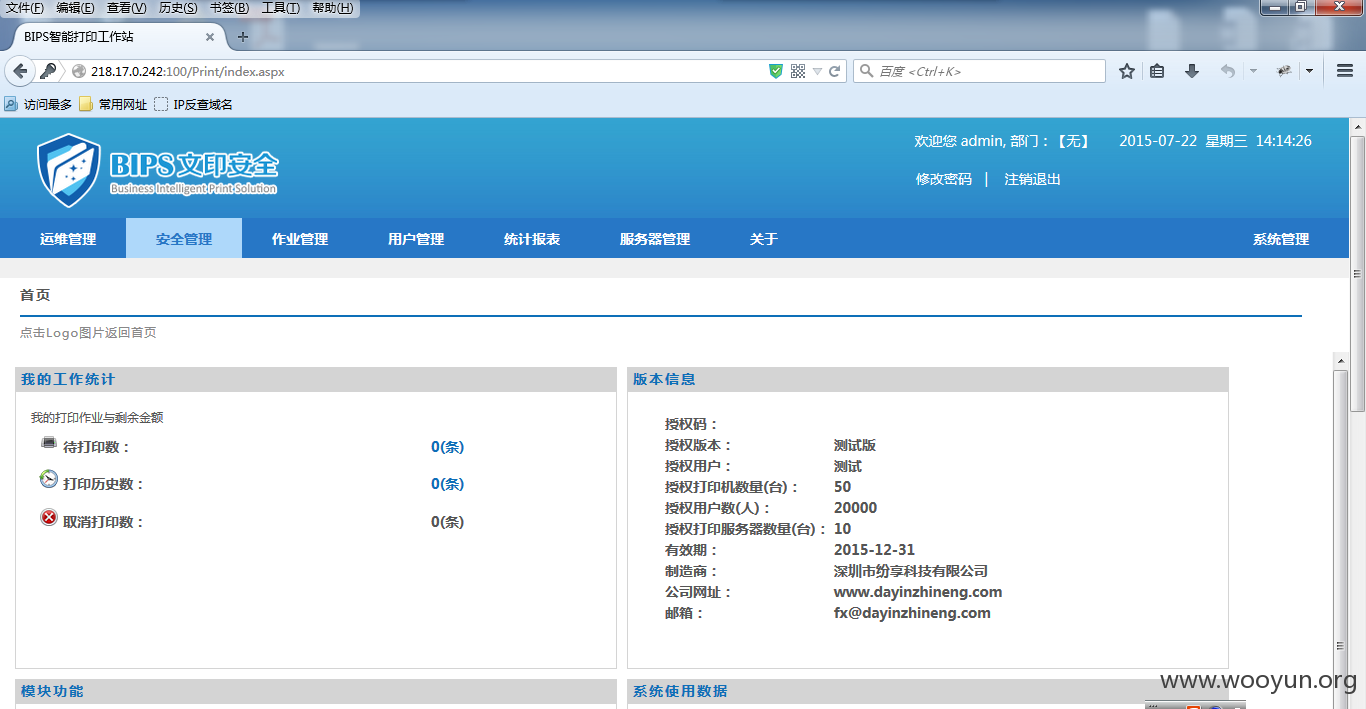 文件(F) 编辑(E) 查看(V) 历史(S) 书签(B) 工具(T) 帮助(H)
BIPS智能打印工作站
218.17.0.242:100/Print/index.aspx
百度 <Ctrl+K>
访问最多 常用网址 IP反查域名
BIPS文印安全
Business Intelligent Print Solution
欢迎您 admin, 部门：【无】 2015-07-22 星期三 14:14:26
修改密码 | 注销退出
运维管理 安全管理 作业管理 用户管理 统计报表 服务器管理 关于 系统管理
首页
点击Logo图片返回首页
我的工作统计
我的打印作业与剩余金额
待打印数： 0(条)
打印历史数： 0(条)
取消打印数： 0(条)
版本信息
授权码：
授权版本： 测试版
授权用户： 测试
授权打印机数量(台)： 50
授权用户数(人)： 20000
授权打印服务器数量(台)： 10
有效期： 2015-12-31
制造商： 深圳市纷享科技有限公司
公司网址： www.dayinzhineng.com
邮箱： fx@dayinzhineng.com
模块功能
系统使用数据
www.wooyun.org